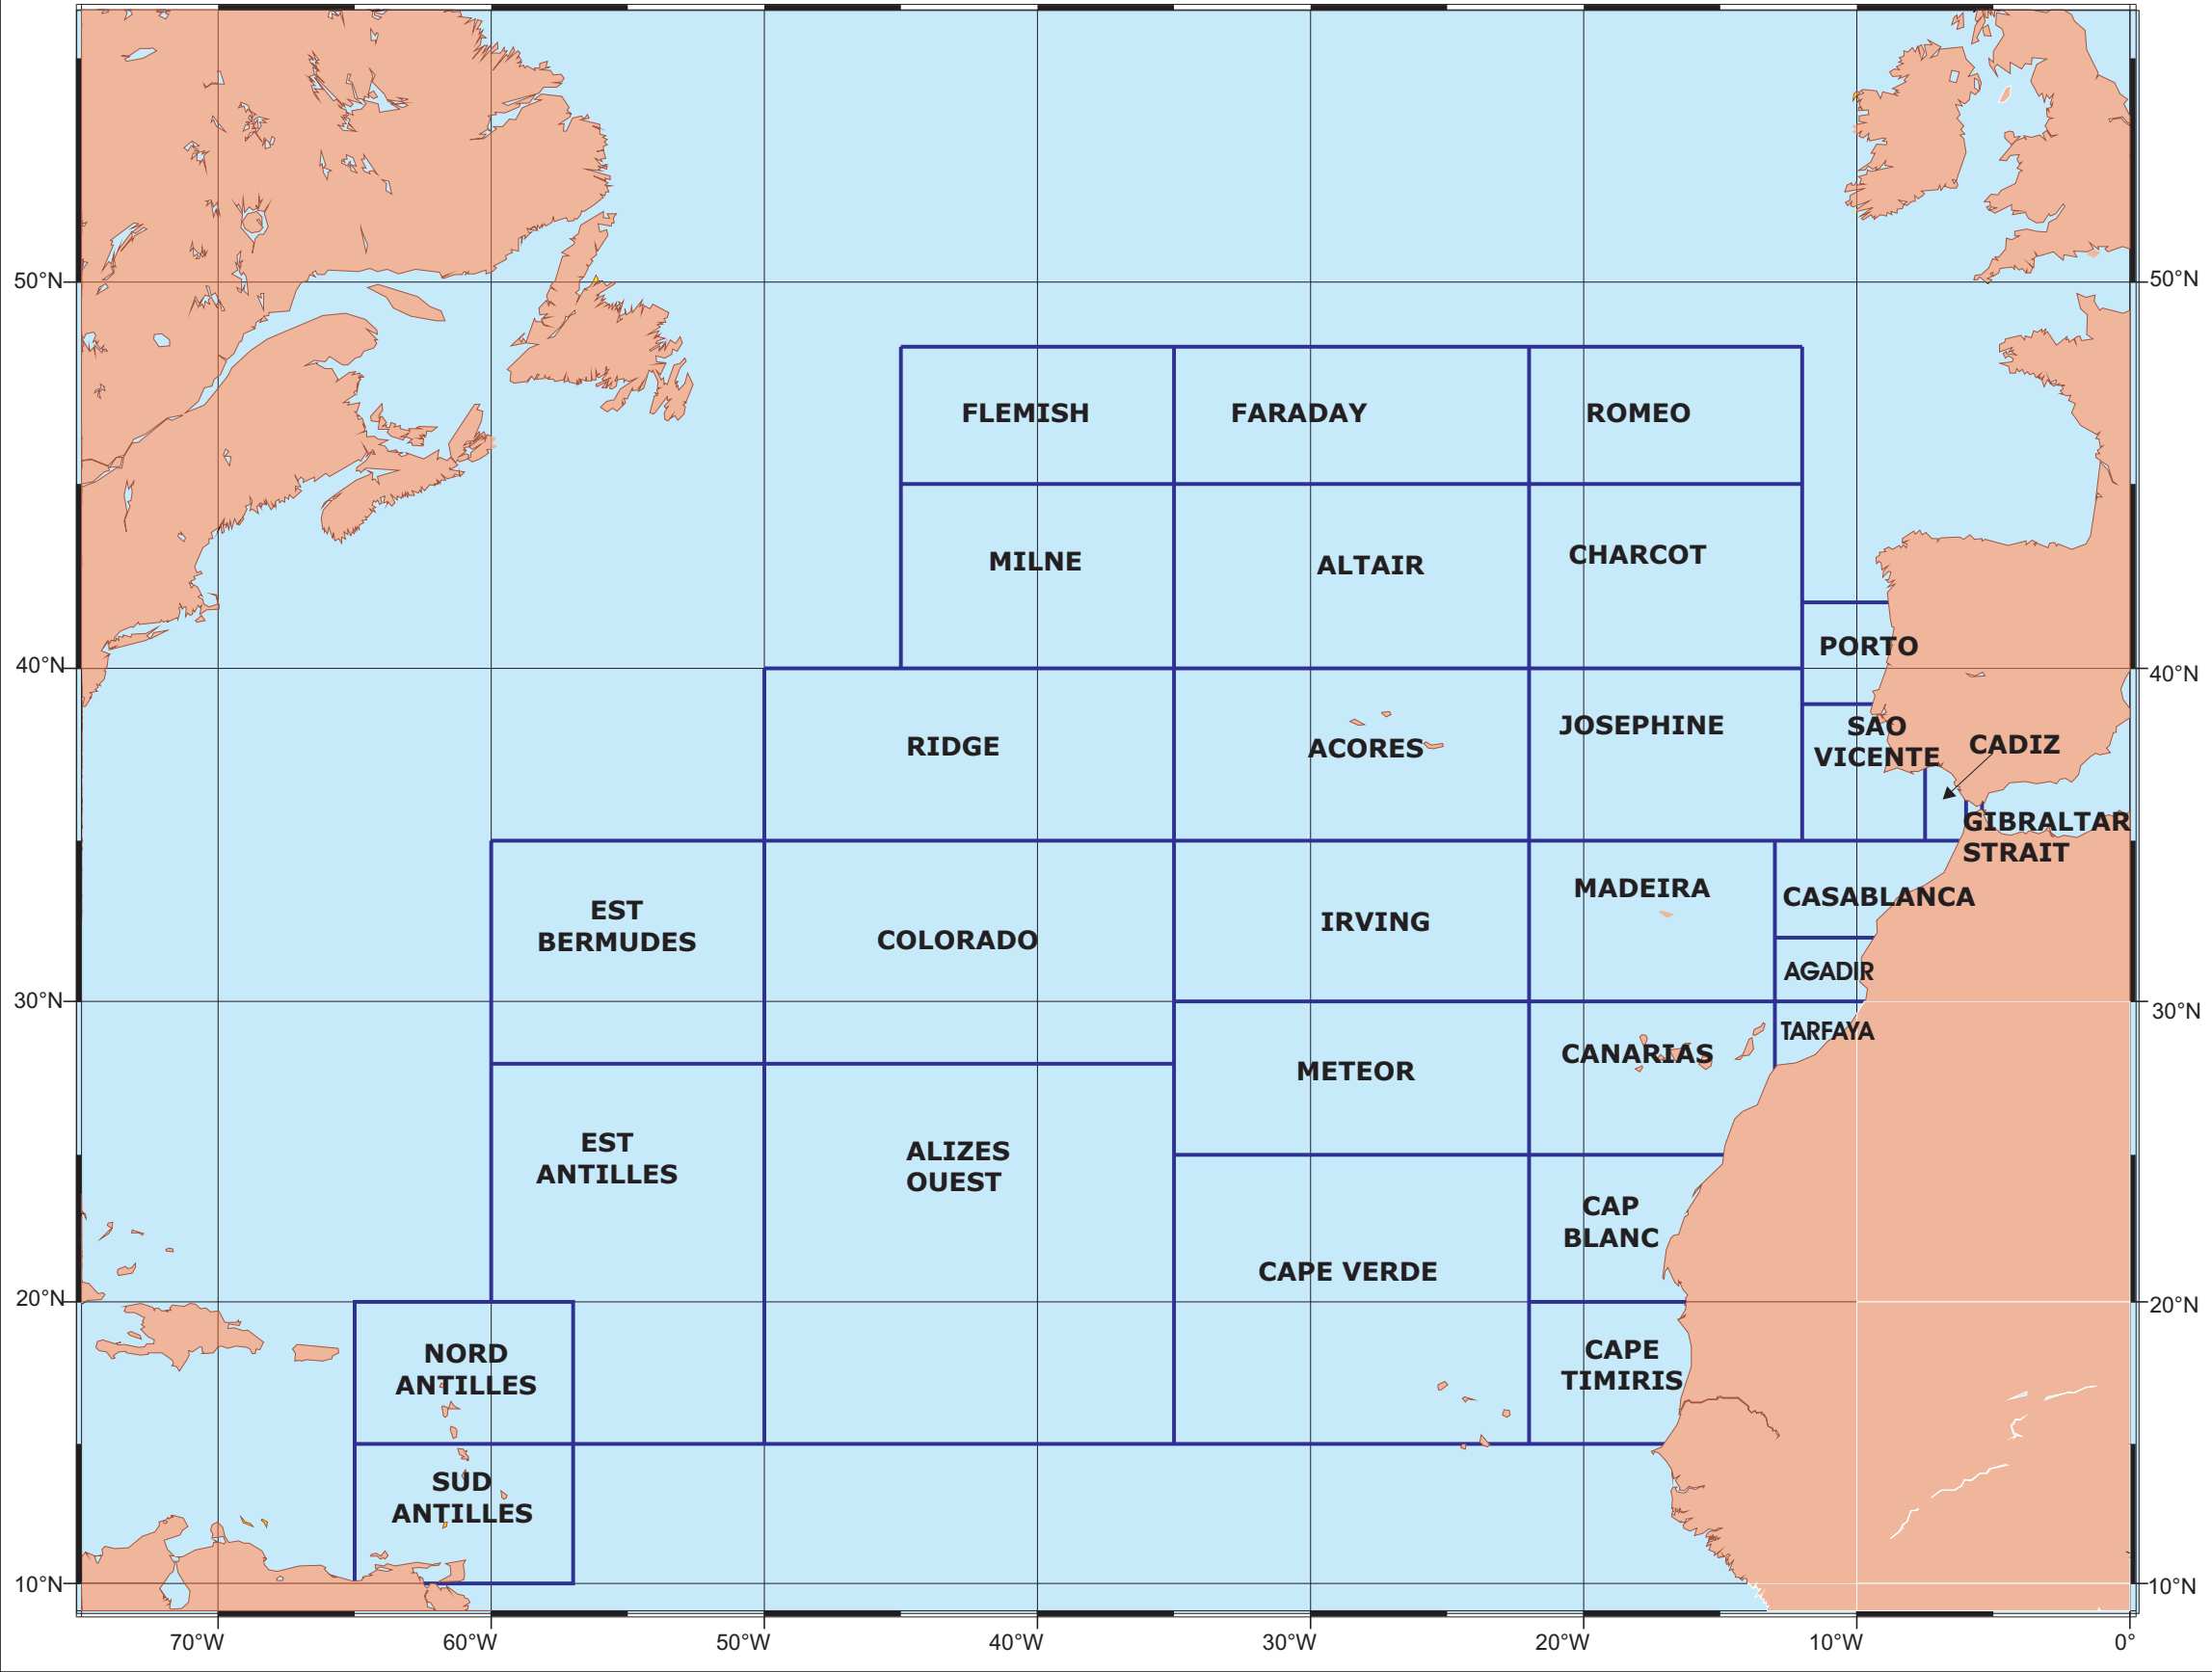 50°N
50°N
FLEMISH
FARADAY
ROMEO
MILNE
ALTAIR
CHARCOT
PORTO
40°N
40°N
RIDGE
ACORES
JOSEPHINE
SAO
VICENTE
CADIZ
GIBRALTAR
STRAIT
EST
BERMUDES
COLORADO
IRVING
MADEIRA
CASABLANCA
AGADIR
30°N
30°N
TARFAYA
METEOR
CANARIAS
EST
ANTILLES
ALIZES
OUEST
CAP
BLANC
CAPE VERDE
20°N
20°N
NORD
ANTILLES
CAPE
TIMIRIS
SUD
ANTILLES
10°N
10°N
70°W
60°W
50°W
40°W
30°W
20°W
10°W
0°